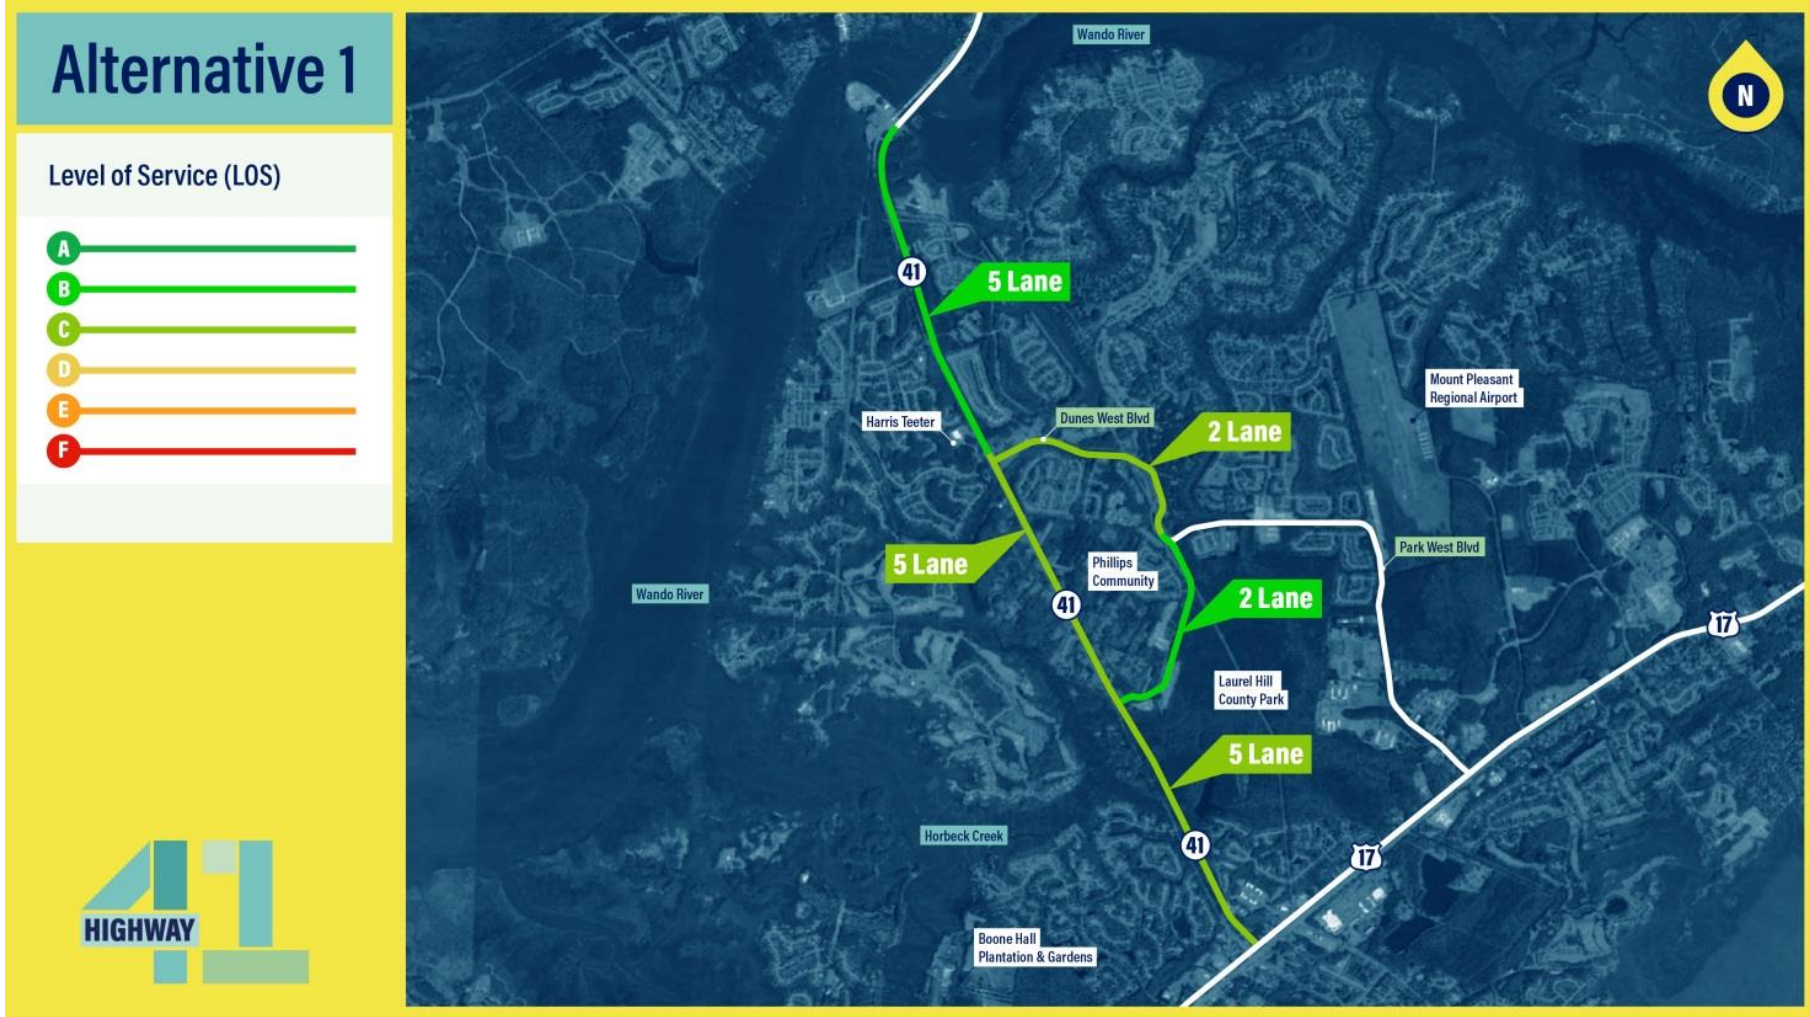 Alternative 1
Level of Service (LOS)
A
B
C
D
E
F
HIGHWAY
41
Wando River
N
41
5 Lane
Mount Pleasant
Regional Airport
Harris Teeter
Dunes West Blvd
2 Lane
5 Lane
Phillips
Community
Park West Blvd
Wando River
41
2 Lane
17
Laurel Hill
County Park
5 Lane
Horbeck Creek
41
17
Boone Hall
Plantation & Gardens